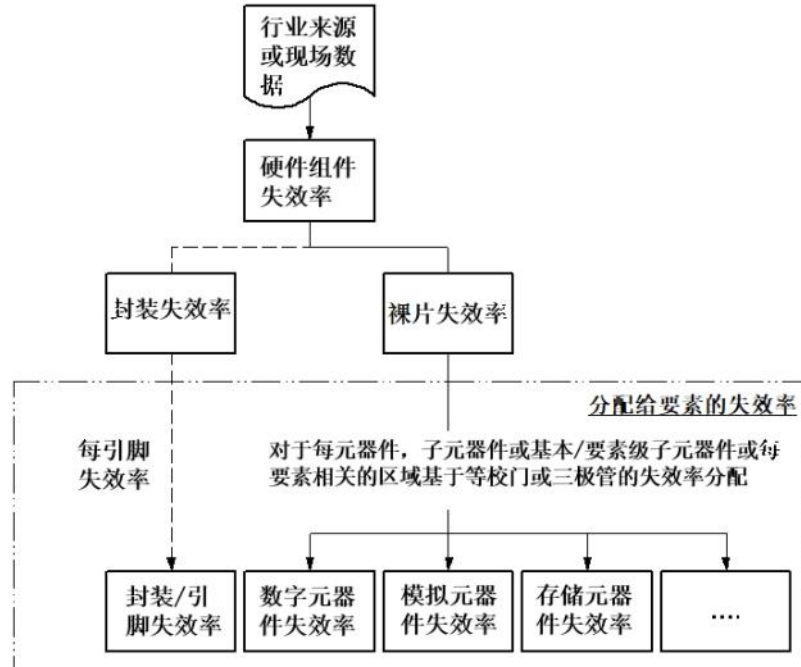 行业来源
或现场数
据
硬件组件
失效率
封装失效率
裸片失效率
分配给要素的失效率
每引脚
失效率
对于每元器件，子元器件或基本/要素级子元器件或每
要素相关的区域基于等校门或三极管的失效率分配
封装/引
脚失效率
数字元器
件失效率
模拟元器
件失效率
存储元器
件失效率
....